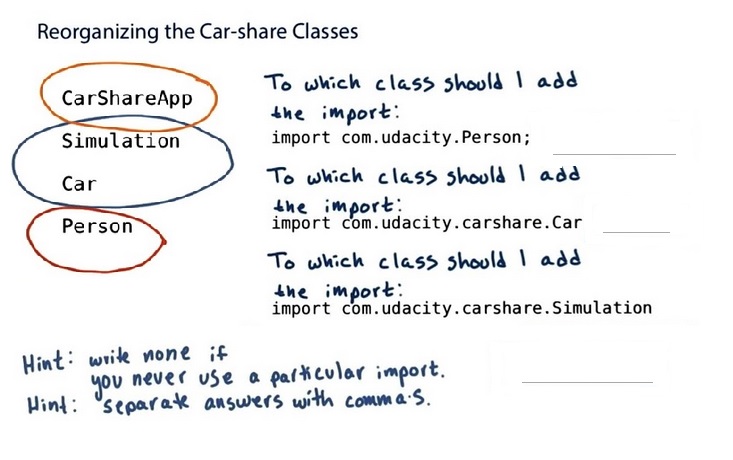 Reorganizing the Car-share Classes
CarShareApp
Simulation
Car
Person
To which class should I add
the import:
import com.udacity.Person;
To which class should I add
the import:
import com.udacity.carshare.Car
To which class should I add
the import:
import com.udacity.carshare.Simulation
Hint: write none if
you never use a particular import.
Hint: separate answers with commas.